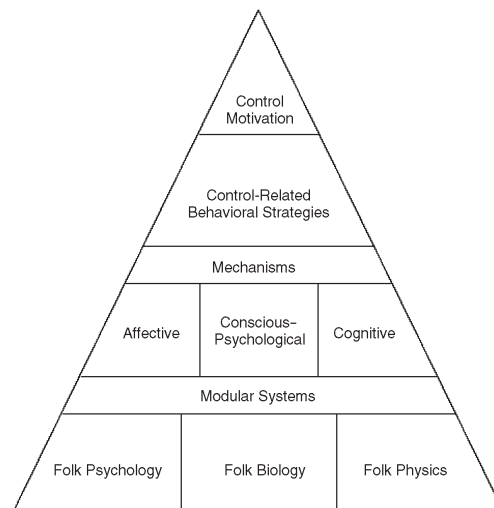 Control
Motivation
Control-Related
Behavioral Strategies
Mechanisms
Affective
Conscious–
Psychological
Cognitive
Modular Systems
Folk Psychology
Folk Biology
Folk Physics